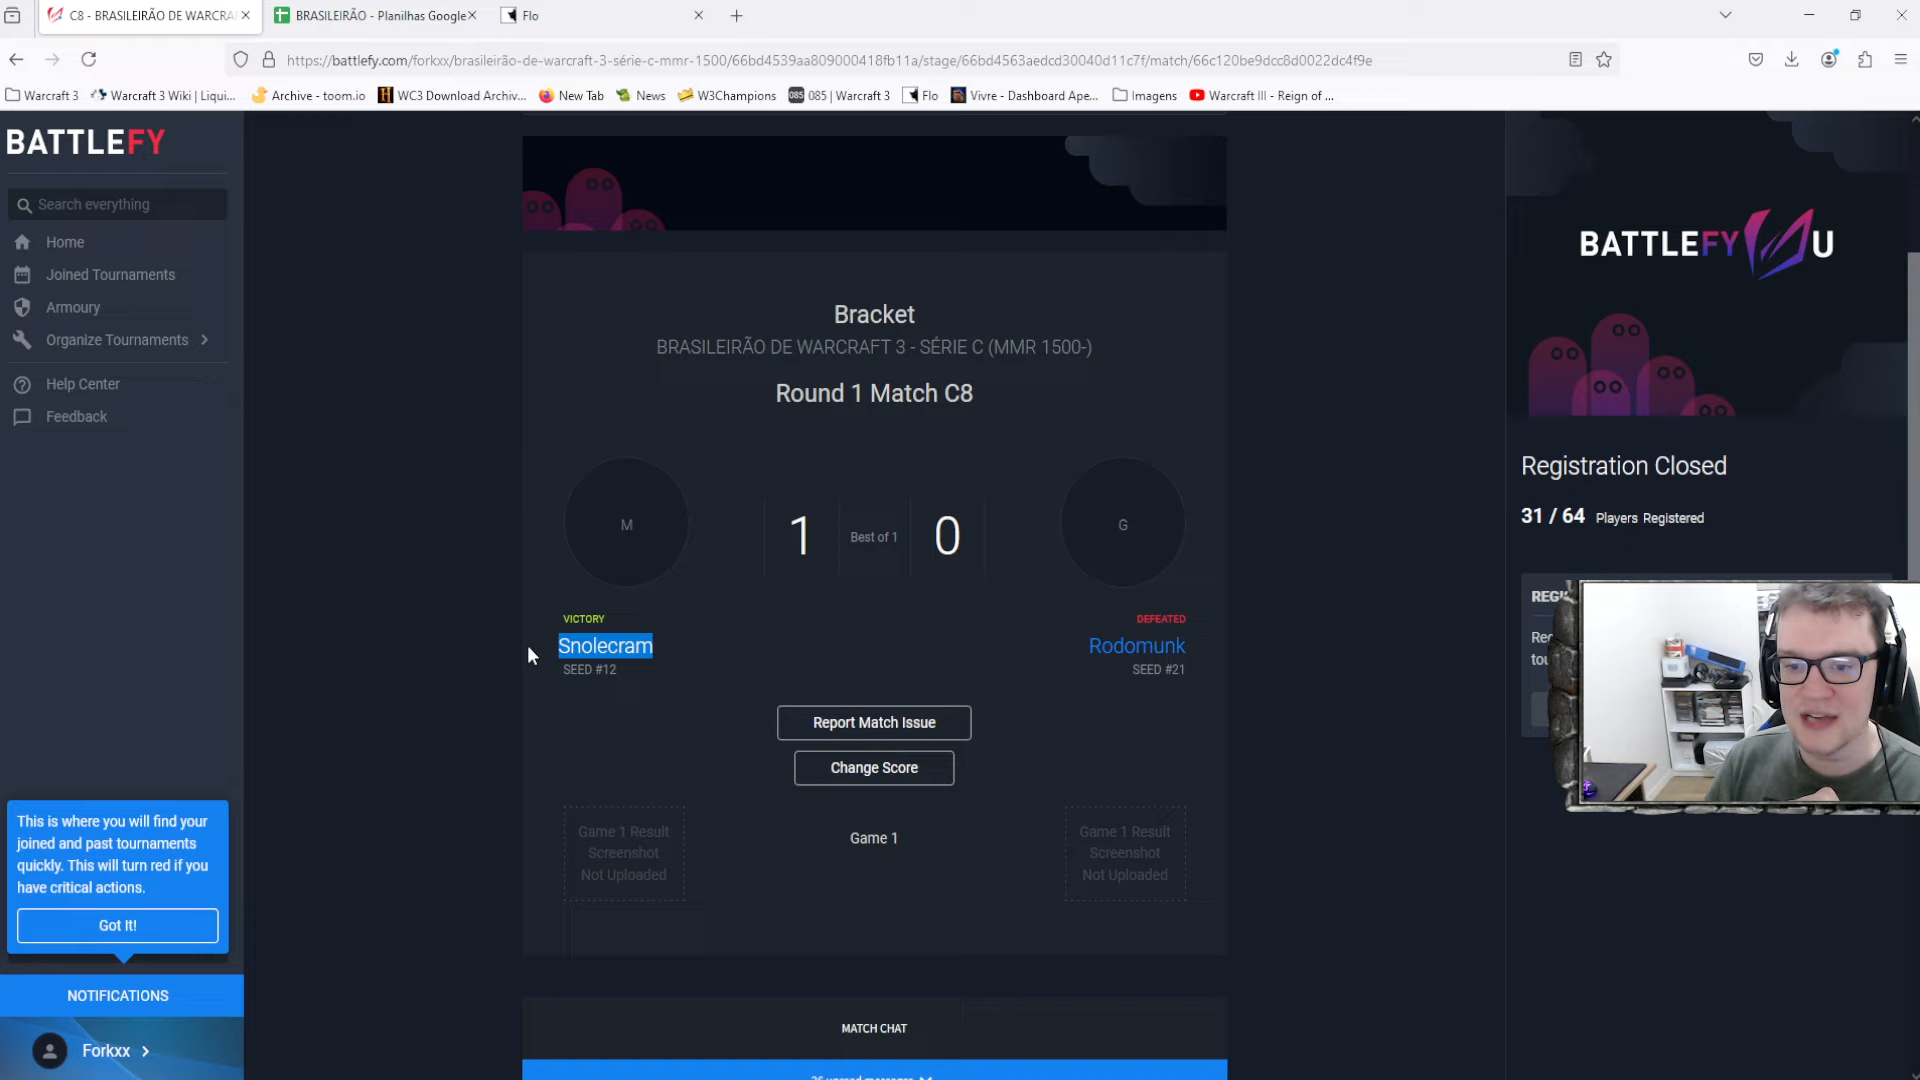 C8 - BRASILEIRÃO DE WARCRA
BRASILEIRÃO - Planilhas Google
Flo
https://battlefy.com/forkxx/brasileirão-de-warcraft-3-série-c-mmr-1500/66bd4539aa809000418fb11a/stage/66bd4563aedcd30040d11c7f/match/66c120be9dcc8d0022dc4f9e
Warcraft 3
Warcraft 3 Wiki | Liqui...
Archive - toom.io
WC3 Download Archiv...
New Tab
News
W3Champions
085 | Warcraft 3
Flo
Vivre - Dashboard Ape...
Imagens
Warcraft III - Reign of ...
BATTLEFY
Search everything
Home
Joined Tournaments
Armoury
Organize Tournaments
Help Center
Feedback
This is where you will find your
joined and past tournaments
quickly. This will turn red if you
have critical actions.
Got It!
NOTIFICATIONS
Forkxx
Bracket
BRASILEIRÃO DE WARCRAFT 3 - SÉRIE C (MMR 1500-)
Round 1 Match C8
M
1
Best of 1
0
G
VICTORY
DEFEATED
Snolecram
Rodomunk
SEED #12
SEED #21
Report Match Issue
Change Score
Game 1 Result
Screenshot
Not Uploaded
Game 1
Game 1 Result
Screenshot
Not Uploaded
MATCH CHAT
BATTLEFY U
Registration Closed
31 / 64 Players Registered